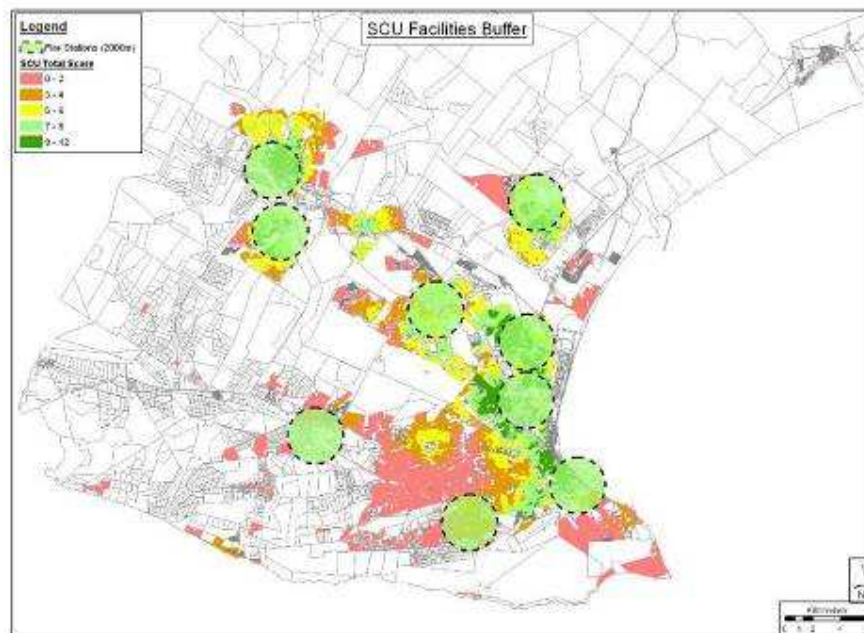 SCU Facilities Buffer
Legend
Fire Stations (2000m)
SCU Total Score
0 - 2
3 - 4
5 - 6
7 - 8
9 - 12
Kilometers